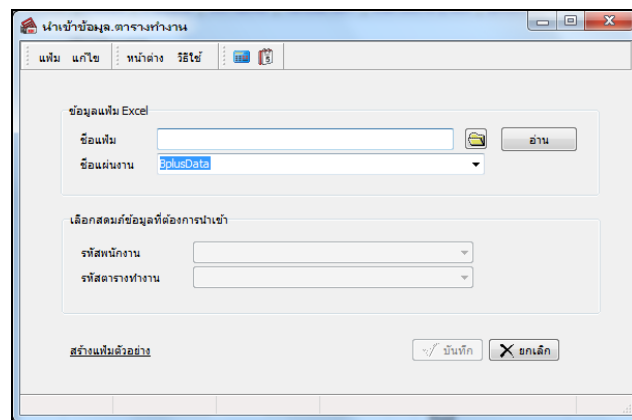 นำเข้าข้อมูล.ตารางทำงาน
แฟ้ม แก้ไข หน้าต่าง วิธีใช้
ข้อมูลแฟ้ม Excel
ชื่อแฟ้ม อ่าน
ชื่อแผ่นงาน BplusData
เลือกสดมภ์ข้อมูลที่ต้องการนำเข้า
รหัสพนักงาน
รหัสตารางทำงาน
สร้างแฟ้มตัวอย่าง บันทึก ยกเลิก